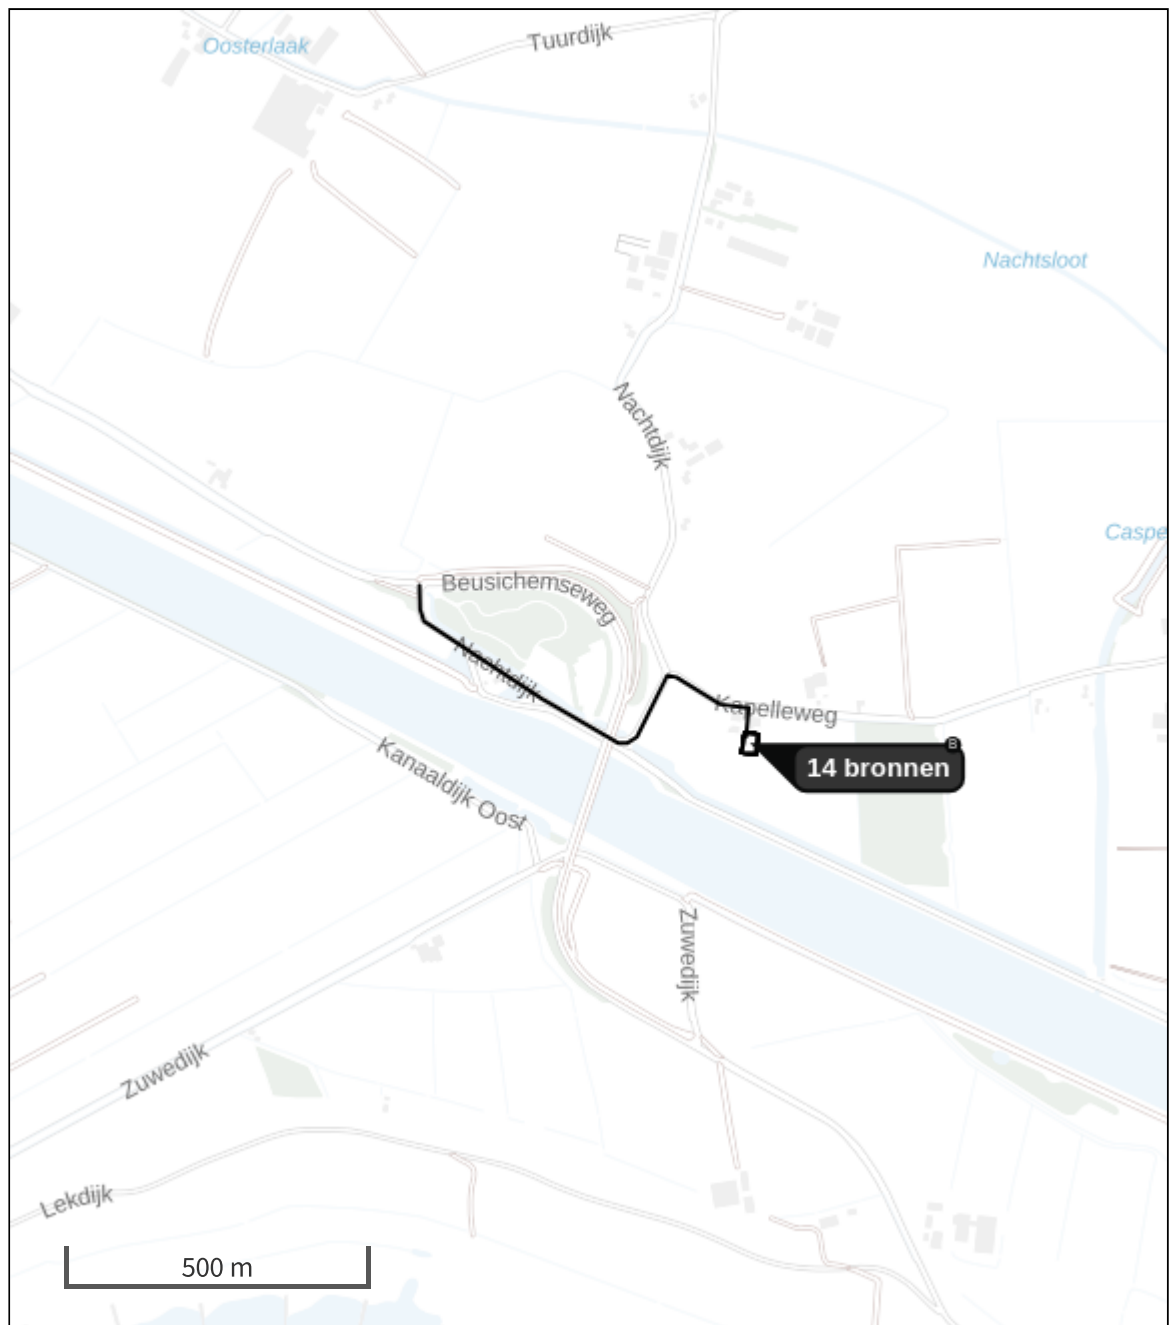 Tuurdijk
Oosterlaak
Nachtsloot
Nachtdijk
Caspe
Beusichemseweg
Nachtdijk
Kapelleweg
B
14 bronnen
Kanaaldijk Oost
Zuwedijk
Zuwedijk
Lekdijk
500 m